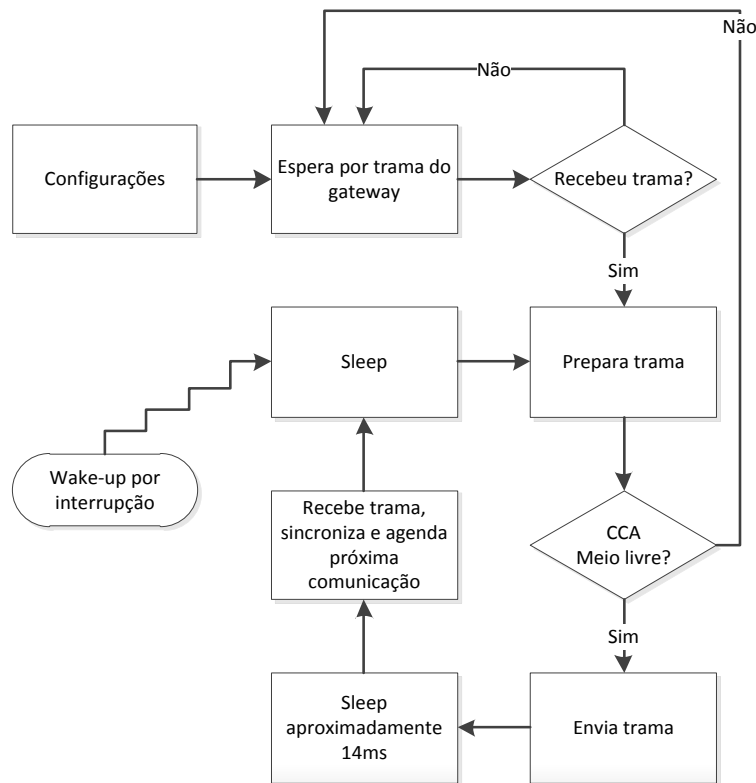 Não
Não
Configurações
Espera por trama do
gateway
Recebeu trama?
Sim
Sleep
Prepara trama
Wake-up por
interrupção
Recebe trama,
sincroniza e agenda
próxima
comunicação
CCA
Meio livre?
Sim
Sleep
aproximadamente
14ms
Envia trama